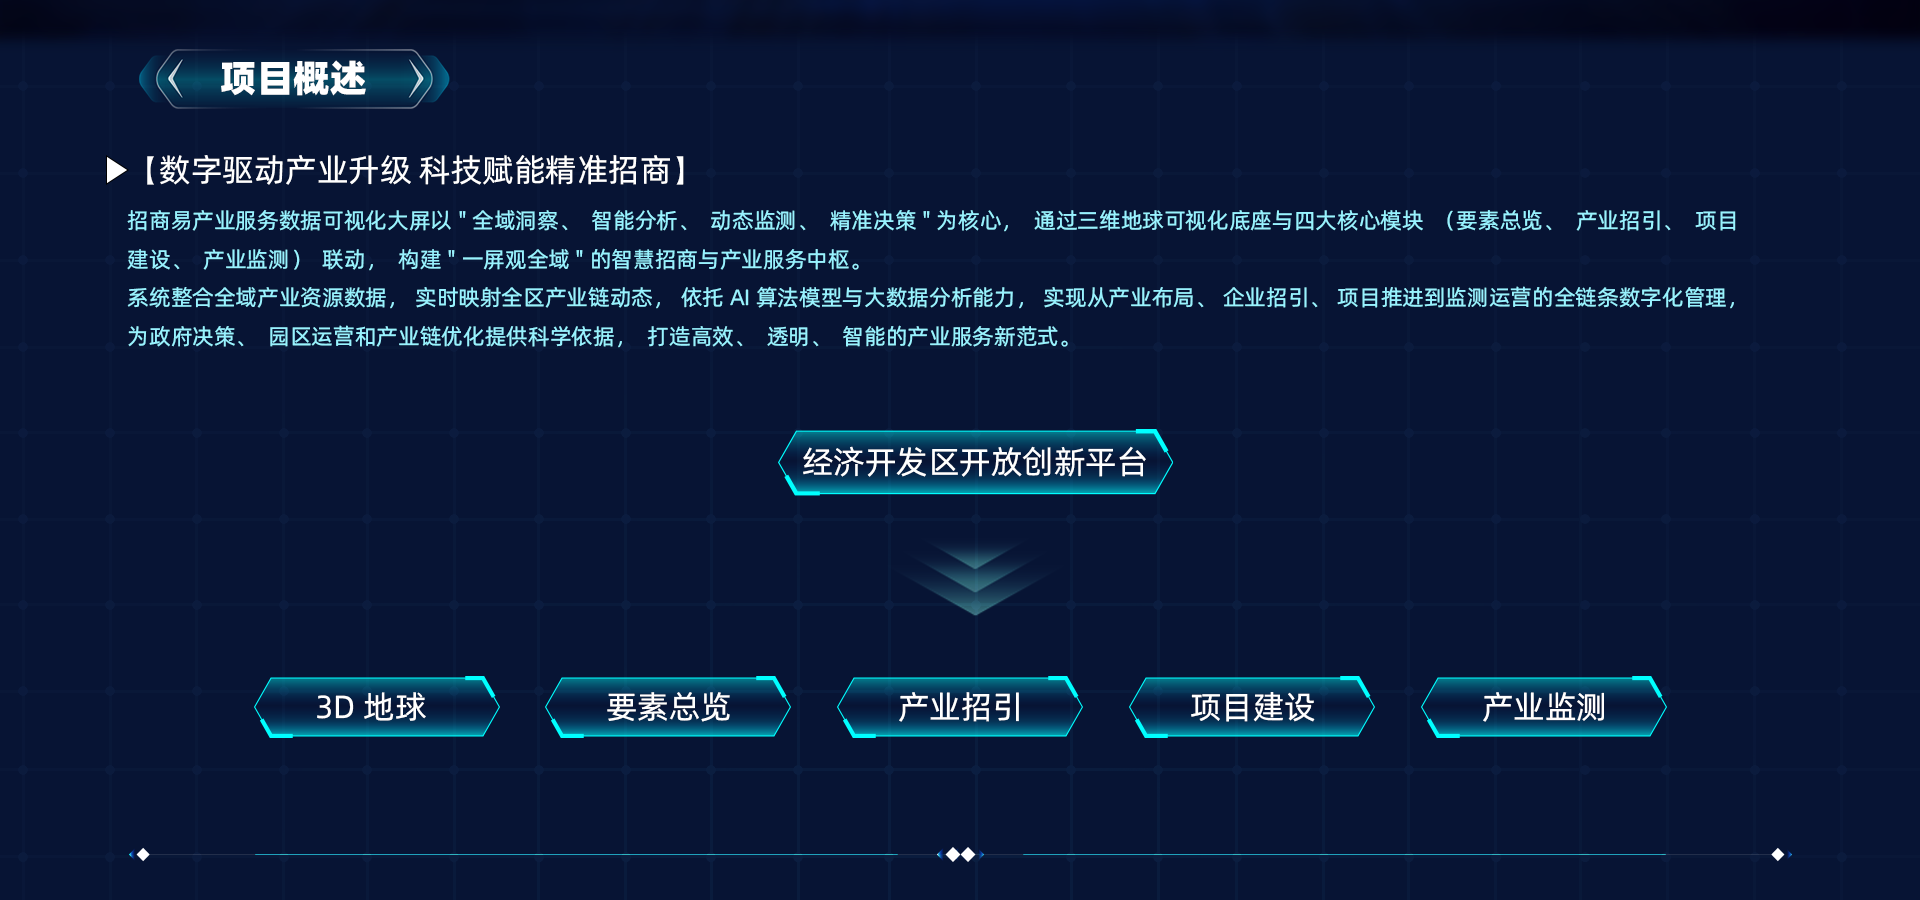 项目概述
【数字驱动产业升级 科技赋能精准招商】
招商易产业服务数据可视化大屏以"全域洞察、 智能分析、 动态监测、 精准决策"为核心， 通过三维地球可视化底座与四大核心模块 （要素总览、 产业招引、 项目
建设、 产业监测） 联动， 构建"一屏观全域"的智慧招商与产业服务中枢。
系统整合全域产业资源数据， 实时映射全区产业链动态， 依托 AI 算法模型与大数据分析能力， 实现从产业布局、 企业招引、 项目推进到监测运营的全链条数字化管理，
为政府决策、 园区运营和产业链优化提供科学依据， 打造高效、 透明、 智能的产业服务新范式。
经济开发区开放创新平台
3D 地球
要素总览
产业招引
项目建设
产业监测